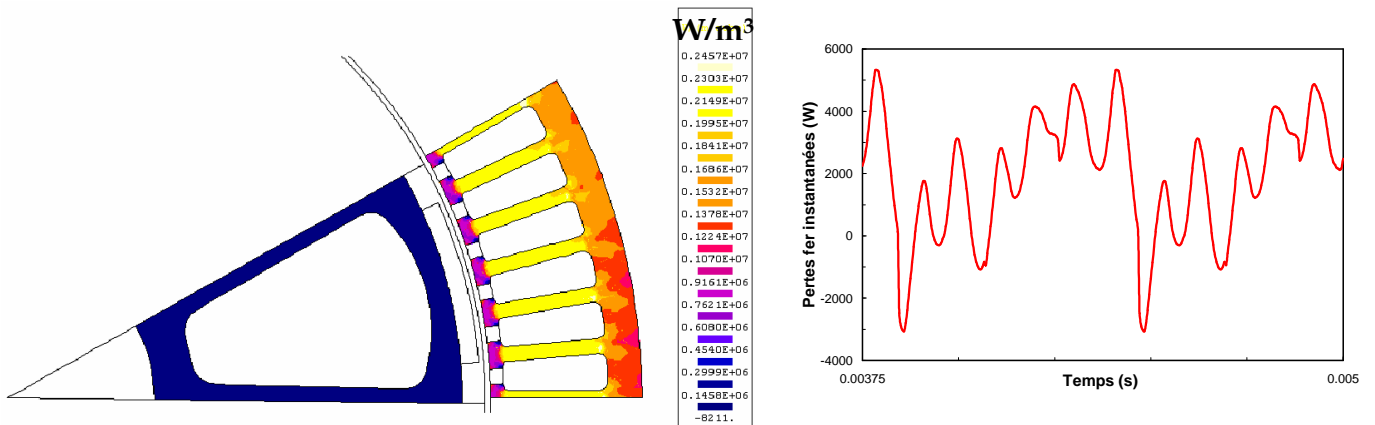 W/m³
0.2457E+07
0.2303E+07
0.2149E+07
0.1995E+07
0.1841E+07
0.1686E+07
0.1532E+07
0.1378E+07
0.1224E+07
0.1070E+07
0.9161E+06
0.7621E+06
0.6080E+06
0.4540E+06
0.2999E+06
0.1458E+06
-8211.
Pertes fer instantanées (W)
6000
4000
2000
0
-2000
-4000
0.00375
0.005
Temps (s)